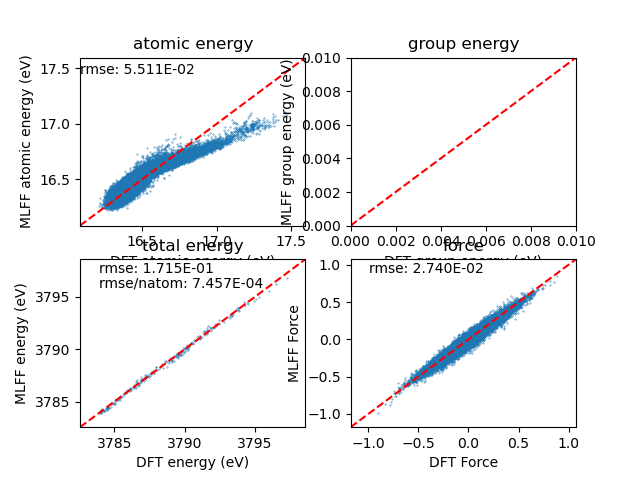 atomic energy
rmse: 5.511E-02
MLFF atomic energy (eV)
17.5
17.0
16.5
16.5
17.0
17.5
DFT atomic energy (eV)
group energy
MLFF group energy (eV)
0.010
0.008
0.006
0.004
0.002
0.000
0.000 0.002 0.004 0.006 0.008 0.010
DFT group energy (eV)
total energy
rmse: 1.715E-01
rmse/natom: 7.457E-04
MLFF energy (eV)
3795
3790
3785
3785 3790 3795
DFT energy (eV)
force
rmse: 2.740E-02
MLFF Force
1.0
0.5
0.0
−0.5
−1.0
−1.0 −0.5 0.0 0.5 1.0
DFT Force